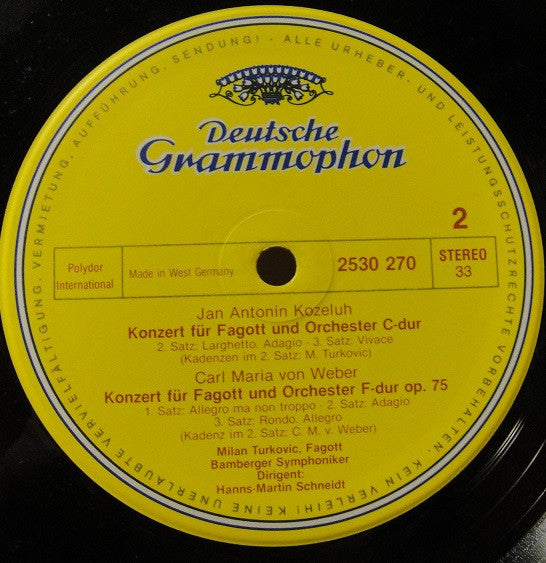 VERVIELFÄLTIGUNG, VERMIETUNG, AUFFÜHRUNG, SENDUNG! · ALLE URHEBER- UND LEISTUNGSSCHUTZRECHTE VORBEHALTEN. KEIN VERLEIH! KEINE UNERLAUBTE
Deutsche
Grammophon
2
Polydor
International
Made in West Germany
2530 270
STEREO
33
Jan Antonin Kozeluh
Konzert für Fagott und Orchester C-dur
2. Satz: Larghetto. Adagio - 3. Satz: Vivace
(Kadenzen im 2. Satz: M. Turkovic)
Carl Maria von Weber
Konzert für Fagott und Orchester F-dur op. 75
1. Satz: Allegro ma non troppo - 2. Satz: Adagio
3. Satz: Rondo. Allegro
(Kadenz im 2. Satz: C. M. v. Weber)
Milan Turkovic, Fagott
Bamberger Symphoniker
Dirigent:
Hanns-Martin Schneidt